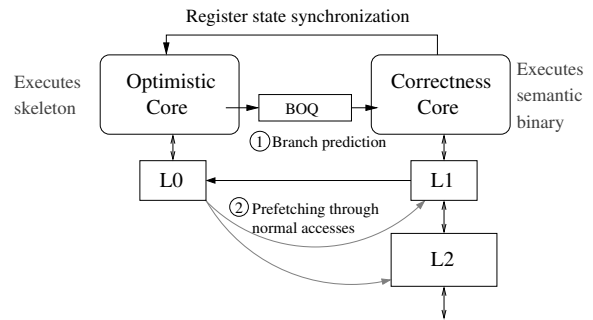 Register state synchronization
Executes
skeleton
Optimistic
Core
BOQ
Correctness
Core
Executes
semantic
binary
1 Branch prediction
L0
L1
2 Prefetching through
normal accesses
L2